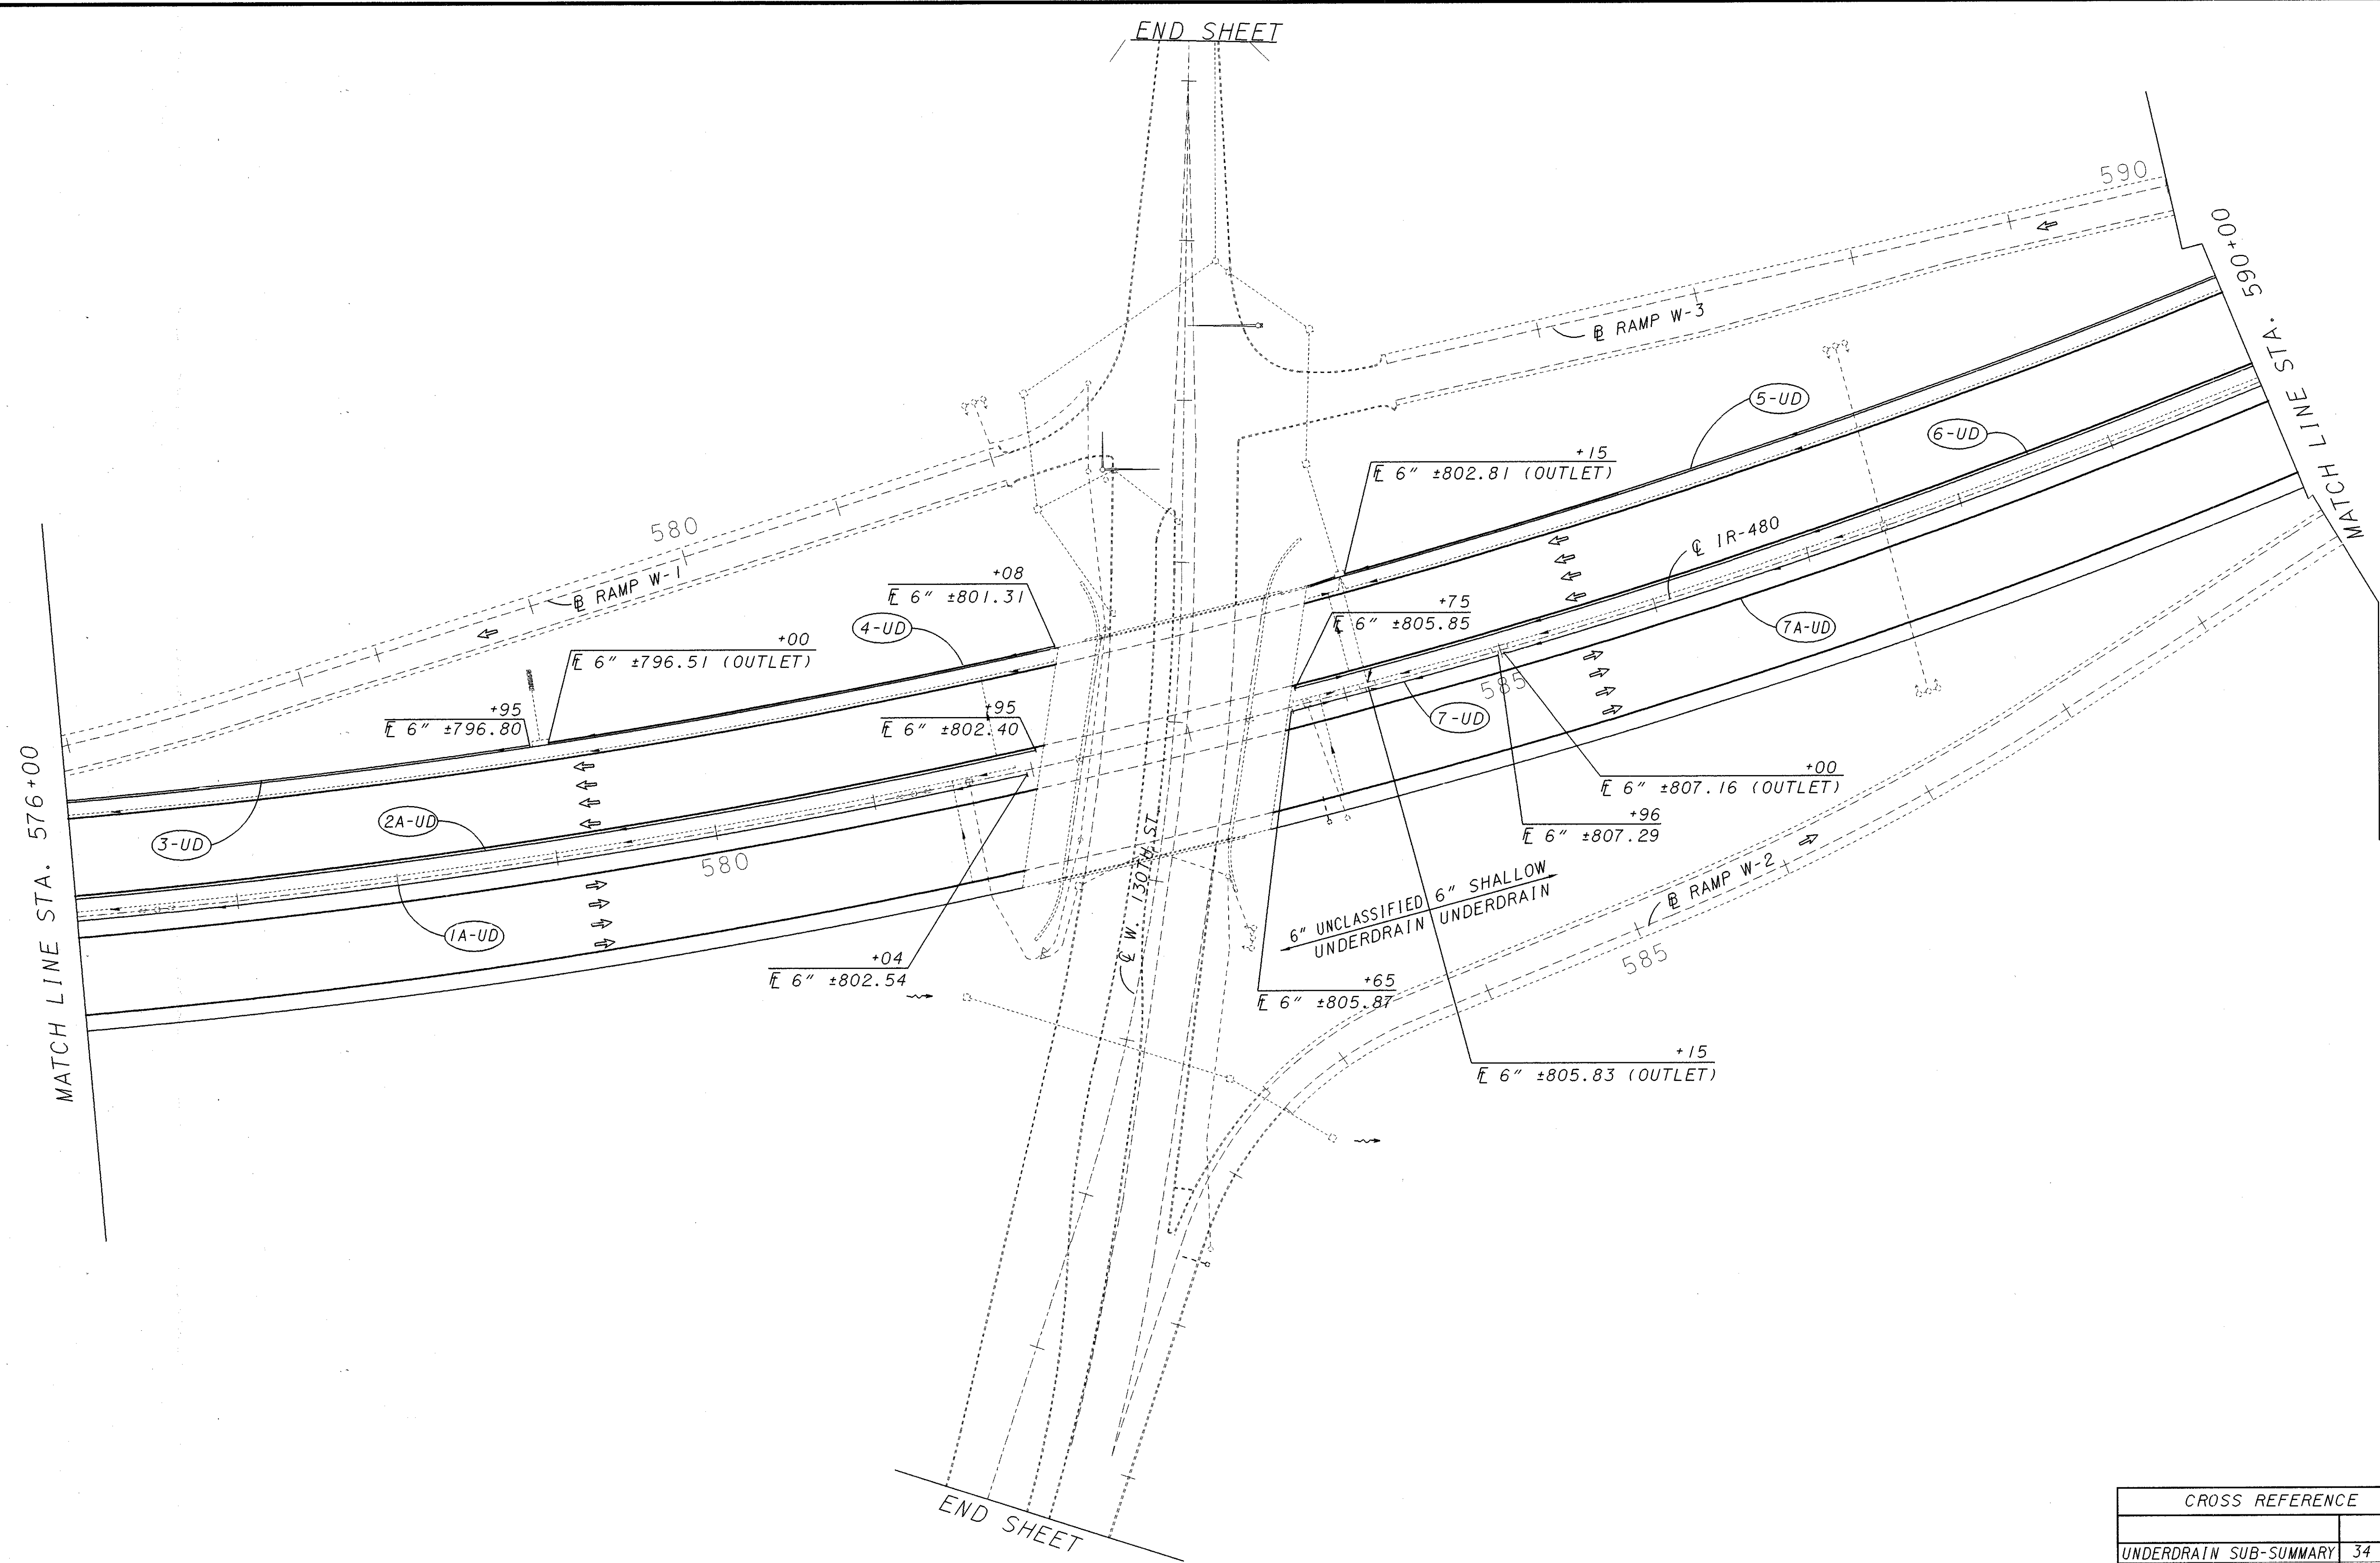 END SHEET
590
MATCH LINE STA. 590+00
℄ RAMP W-3
5-UD
6-UD
+15
6" ±802.81 (OUTLET)
℄ IR-480
580
RAMP W-1
+08
6" ±801.31
4-UD
+75
6" ±805.85
7A-UD
+00
6" ±796.51 (OUTLET)
585
7-UD
+95
6" ±796.80
+95
6" ±802.40
MATCH LINE STA. 576+00
+00
6" ±807.16 (OUTLET)
+96
6" ±807.29
3-UD
2A-UD
580
1A-UD
℄ W. 130TH ST.
6" UNCLASSIFIED 6" SHALLOW
UNDERDRAIN UNDERDRAIN
RAMP W-2
585
+04
6" ±802.54
+65
6" ±805.87
+15
6" ±805.83 (OUTLET)
END SHEET
CROSS REFERENCE
UNDERDRAIN SUB-SUMMARY 34